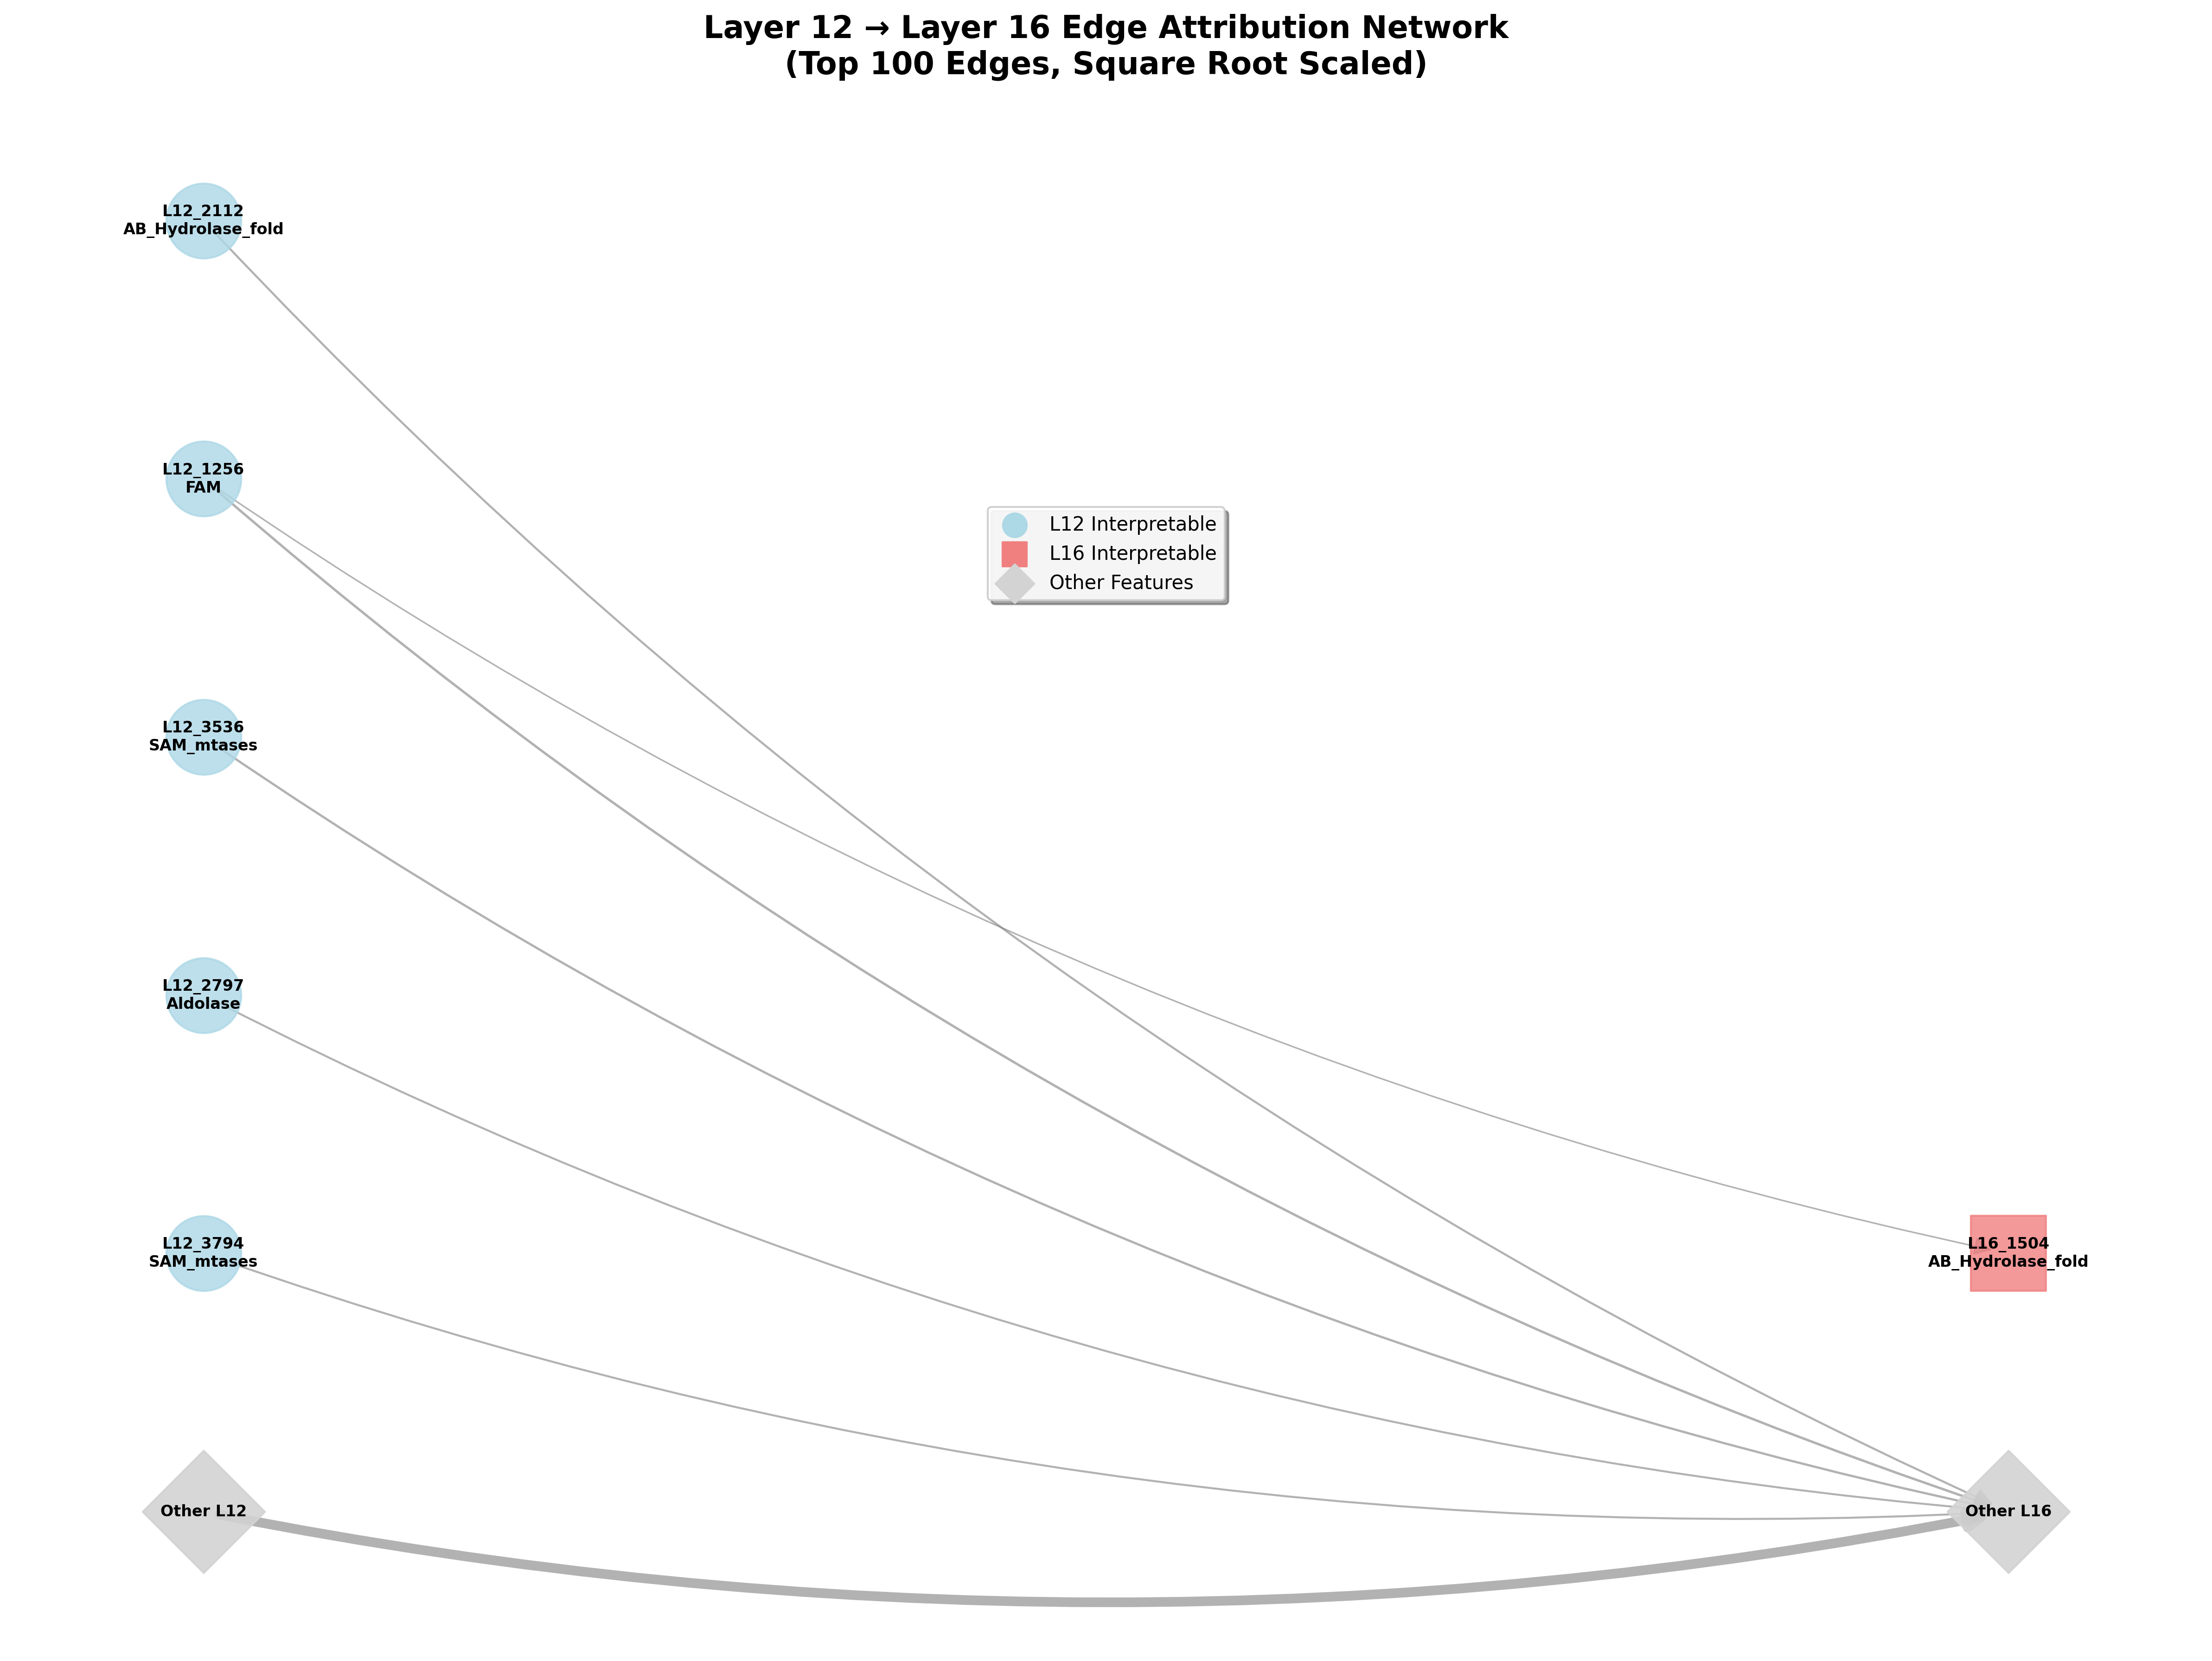 Layer 12 → Layer 16 Edge Attribution Network
(Top 100 Edges, Square Root Scaled)
L12_2112
AB_Hydrolase_fold
L12_1256
FAM
L12 Interpretable
L16 Interpretable
Other Features
L12_3536
SAM_mtases
L12_2797
Aldolase
L12_3794
SAM_mtases
L16_1504
AB_Hydrolase_fold
Other L12
Other L16